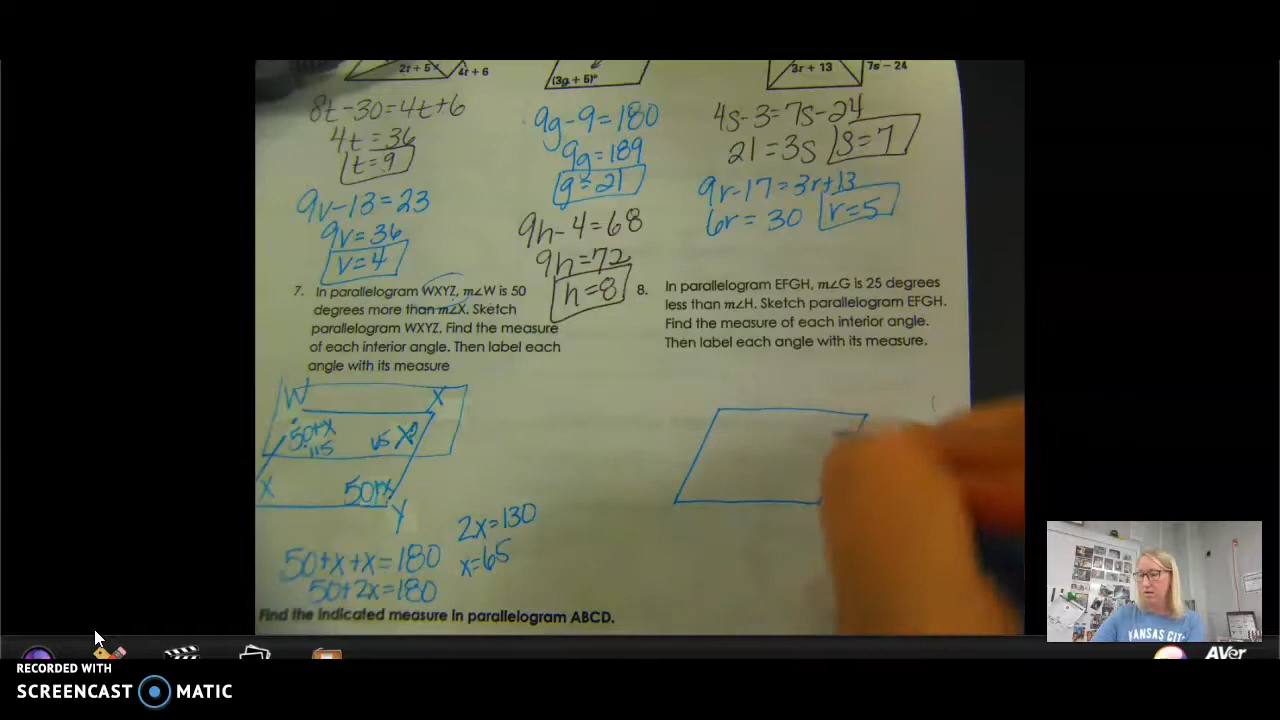 2r + 5
4r + 6
(3g + 6)°
3r + 13
7s - 24
8t - 30 = 4t + 6
4t = 36
t = 9
9v - 13 = 23
9v = 36
v = 4
9g - 9 = 180
9g = 189
g = 21
9h - 4 = 68
9h = 72
h = 8
4s - 3 = 7s - 24
21 = 3s
s = 7
9r - 17 = 3r + 13
6r = 30
r = 5
7. In parallelogram WXYZ, m∠W is 50
degrees more than m∠X. Sketch
parallelogram WXYZ. Find the measure
of each interior angle. Then label each
angle with its measure
8. In parallelogram EFGH, m∠G is 25 degrees
less than m∠H. Sketch parallelogram EFGH.
Find the measure of each interior angle.
Then label each angle with its measure.
W
X
50+x
115
65 X
X
50+x
Y
2x = 130
x = 65
50 + x + x = 180
50 + 2x = 180
Find the indicated measure in parallelogram ABCD.
KANSAS CITY
AVer
RECORDED WITH
SCREENCAST MATIC